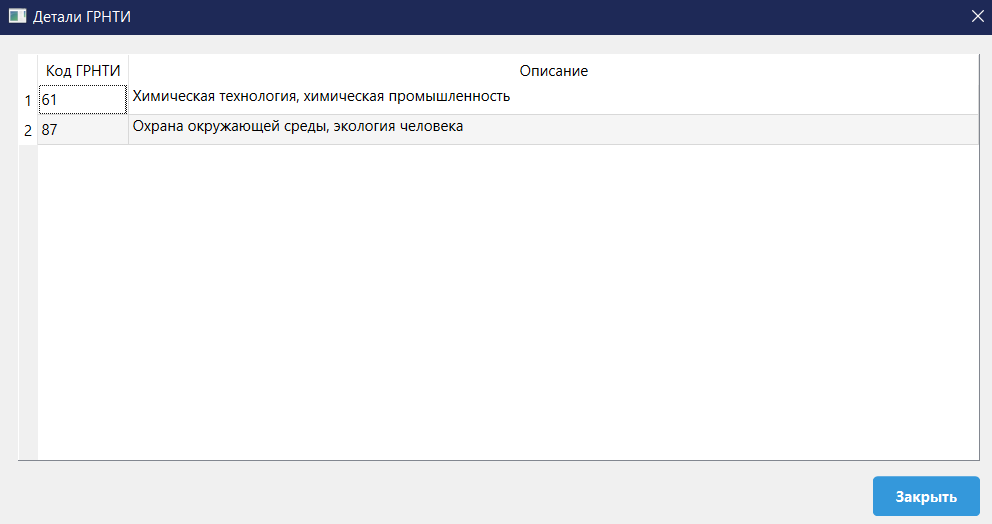 Детали ГРНТИ
Код ГРНТИ Описание
1 61 Химическая технология, химическая промышленность
2 87 Охрана окружающей среды, экология человека
Закрыть